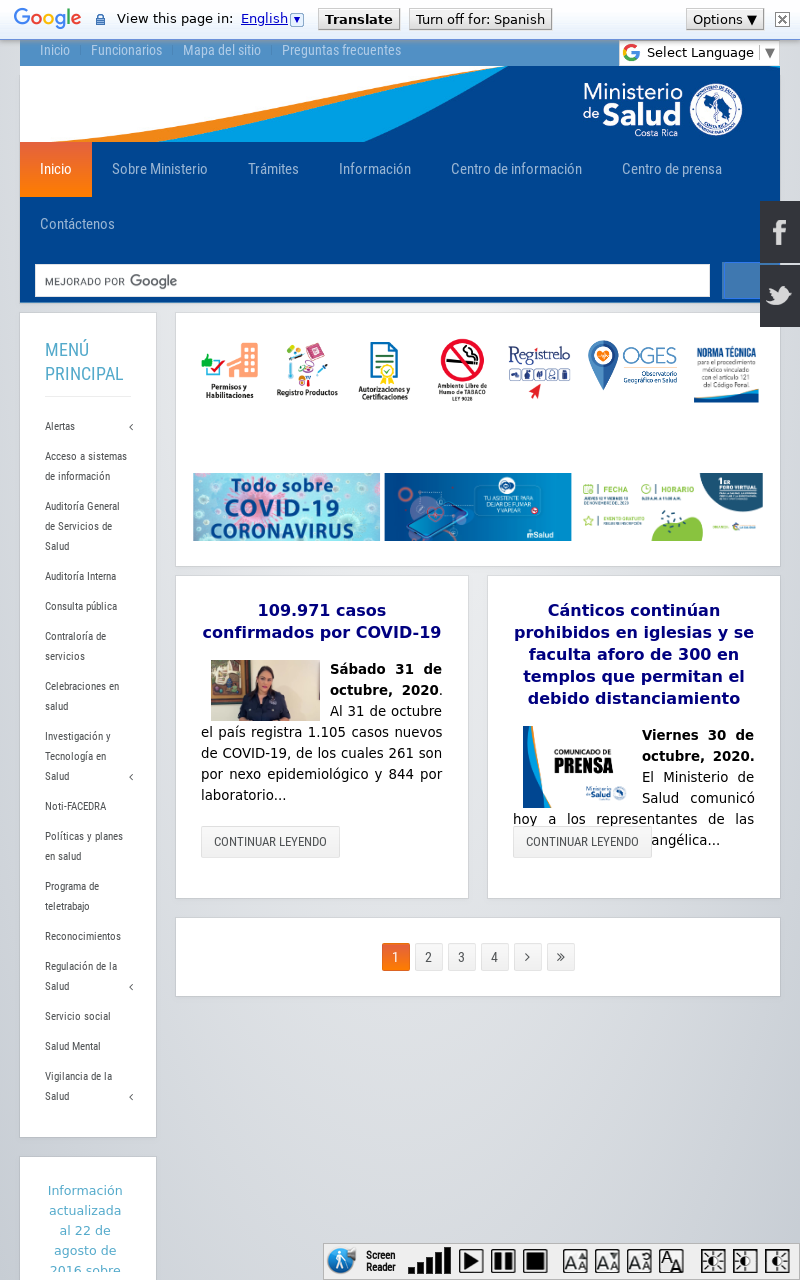 Google View this page in: English Translate Turn off for: Spanish Options ▼
Inicio Funcionarios Mapa del sitio Preguntas frecuentes Select Language ▼
Ministerio
de Salud
Costa Rica
Inicio Sobre Ministerio Trámites Información Centro de información Centro de prensa
Contáctenos
MEJORADO POR Google
MENÚ
PRINCIPAL
Alertas
Acceso a sistemas
de información
Auditoría General
de Servicios de
Salud
Auditoría Interna
Consulta pública
Contraloría de
servicios
Celebraciones en
salud
Investigación y
Tecnología en
Salud
Noti-FACEDRA
Políticas y planes
en salud
Programa de
teletrabajo
Reconocimientos
Regulación de la
Salud
Servicio social
Salud Mental
Vigilancia de la
Salud
Información
actualizada
al 22 de
agosto de
2016 sobre
Permisos y
Habilitaciones
Registro Productos
Autorizaciones y
Certificaciones
Ambiente Libre de
Humo de TABACO
LEY 9028
Regístrelo
OGES
Observatorio
Geográfico en Salud
NORMA TÉCNICA
para el procedimiento
médico vinculado
con el artículo 121
del Código Penal.
Todo sobre
COVID-19
CORONAVIRUS
TU ASISTENTE PARA
DEJAR DE FUMAR
Y VAPEAR
mSalud
FECHA
HORARIO
1ER
FORO VIRTUAL
109.971 casos
confirmados por COVID-19
Sábado 31 de
octubre, 2020.
Al 31 de octubre
el país registra 1.105 casos nuevos
de COVID-19, de los cuales 261 son
por nexo epidemiológico y 844 por
laboratorio...
CONTINUAR LEYENDO
Cánticos continúan
prohibidos en iglesias y se
faculta aforo de 300 en
templos que permitan el
debido distanciamiento
COMUNICADO DE
PRENSA
Ministerio
de Salud
Viernes 30 de
octubre, 2020.
El Ministerio de
Salud comunicó
hoy a los representantes de las
angélica...
CONTINUAR LEYENDO
1 2 3 4 > »
Screen
Reader